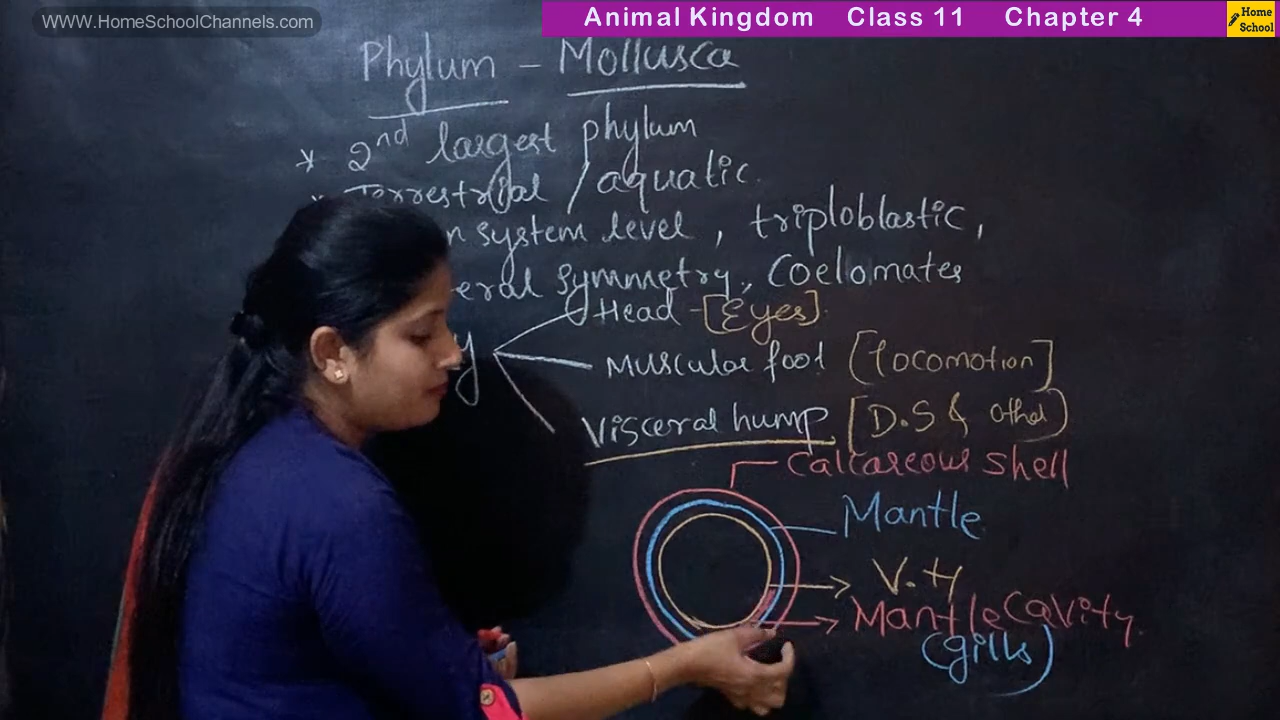 WWW.HomeSchoolChannels.com
Animal Kingdom Class 11 Chapter 4
Home School
Phylum - Mollusca
* 2nd largest phylum
* Terrestrial / aquatic.
n system level, triploblastic,
eral symmetry, Coelomates
y
Head - [Eyes]
Muscular foot [locomotion]
Visceral hump [D.S &
Calcareous shell
Mantle
V.H
Mantle Cavity
(gills)